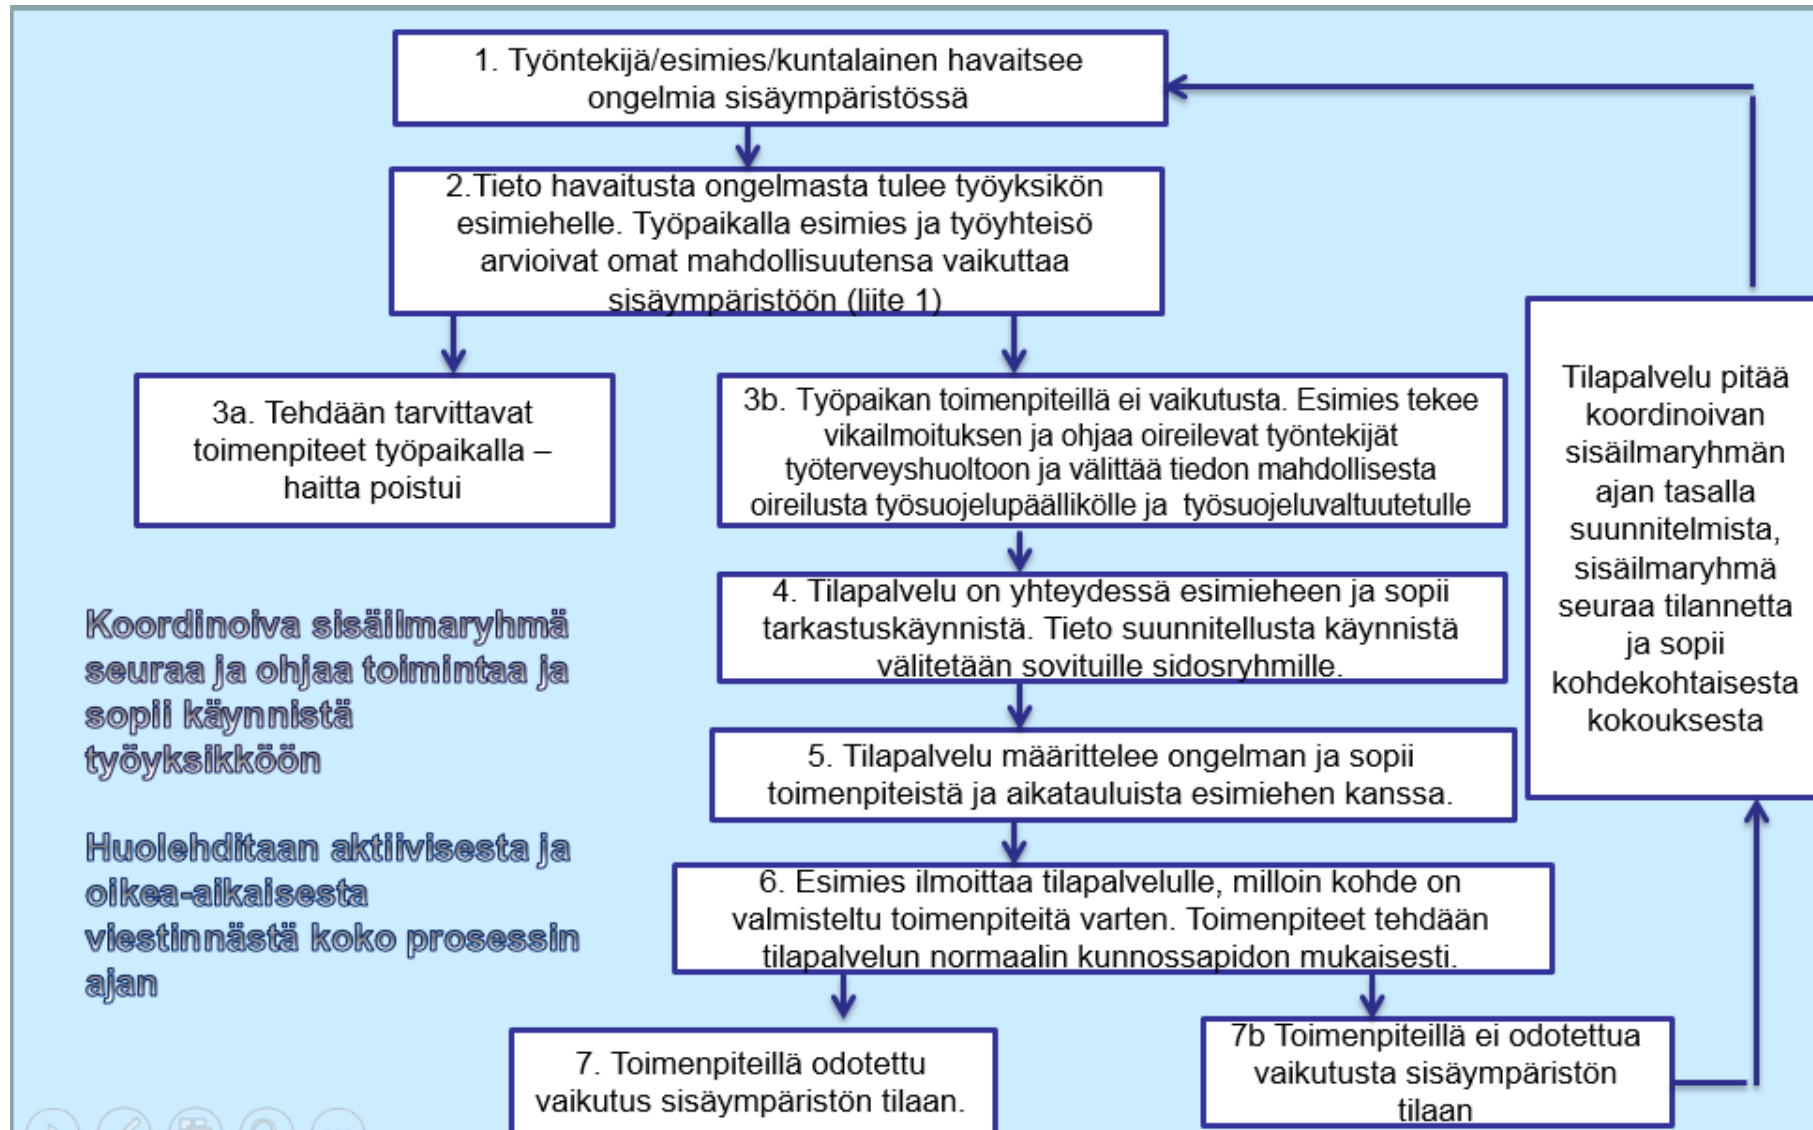 1. Työntekijä/esimies/kuntalainen havaitsee
ongelmia sisäympäristössä
2.Tieto havaitusta ongelmasta tulee työyksikön
esimiehelle. Työpaikalla esimies ja työyhteisö
arvioivat omat mahdollisuutensa vaikuttaa
sisäympäristöön (liite 1)
3a. Tehdään tarvittavat
toimenpiteet työpaikalla –
haitta poistui
3b. Työpaikan toimenpiteillä ei vaikutusta. Esimies tekee
vikailmoituksen ja ohjaa oireilevat työntekijät
työterveyshuoltoon ja välittää tiedon mahdollisesta
oireilusta työsuojelupäällikölle ja  työsuojeluvaltuutetulle
4. Tilapalvelu on yhteydessä esimieheen ja sopii
tarkastuskäynnistä. Tieto suunnitellusta käynnistä
välitetään sovituille sidosryhmille.
5. Tilapalvelu määrittelee ongelman ja sopii
toimenpiteistä ja aikatauluista esimiehen kanssa.
6. Esimies ilmoittaa tilapalvelulle, milloin kohde on
valmisteltu toimenpiteitä varten. Toimenpiteet tehdään
tilapalvelun normaalin kunnossapidon mukaisesti.
7. Toimenpiteillä odotettu
vaikutus sisäympäristön tilaan.
7b Toimenpiteillä ei odotettua
vaikutusta sisäympäristön
tilaan
Tilapalvelu pitää
koordinoivan
sisäilmaryhmän
ajan tasalla
suunnitelmista,
sisäilmaryhmä
seuraa tilannetta
ja sopii
kohdekohtaisesta
kokouksesta
Koordinoiva sisäilmaryhmä
seuraa ja ohjaa toimintaa ja
sopii käynnistä
työyksikköön
Huolehditaan aktiivisesta ja
oikea-aikaisesta
viestinnästä koko prosessin
ajan